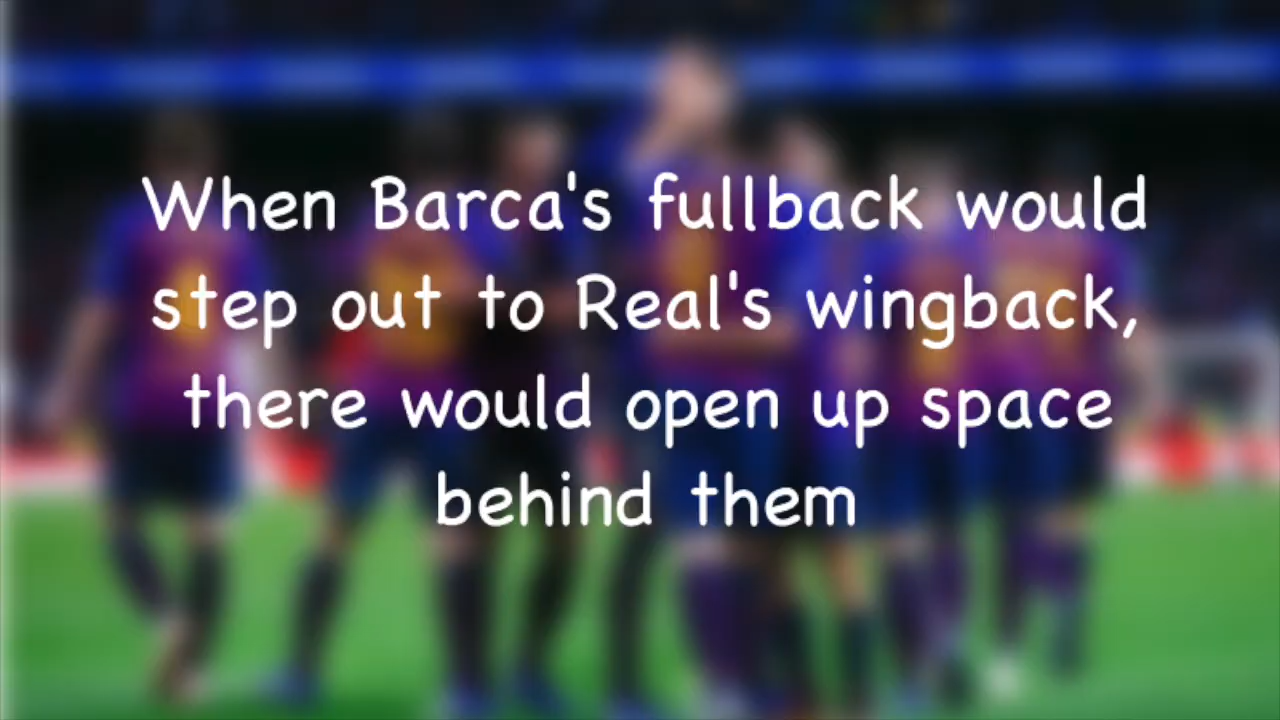 When Barca's fullback would
step out to Real's wingback,
there would open up space
behind them